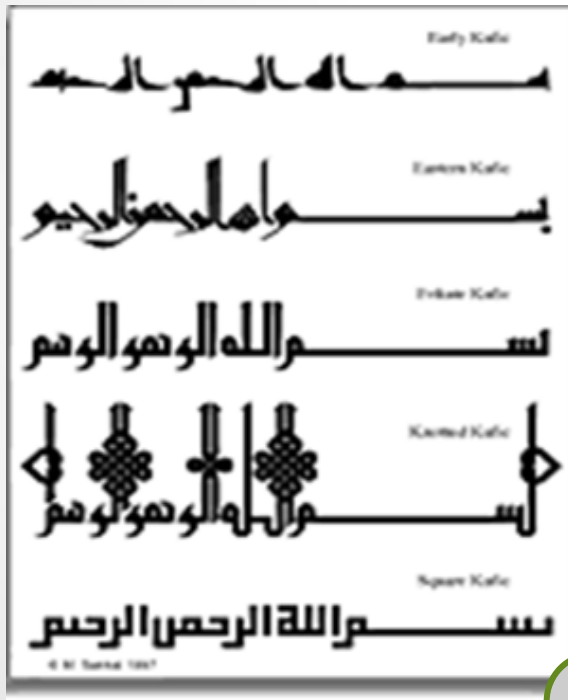 Early Kufic
بسم الله الرحمن الرحيم
Eastern Kufic
بسم الله الرحمن الرحيم
Foliate Kufic
بسم الله الرحمن الرحيم
Knotted Kufic
بسم الله الرحمن الرحيم
Square Kufic
بسم الله الرحمن الرحيم